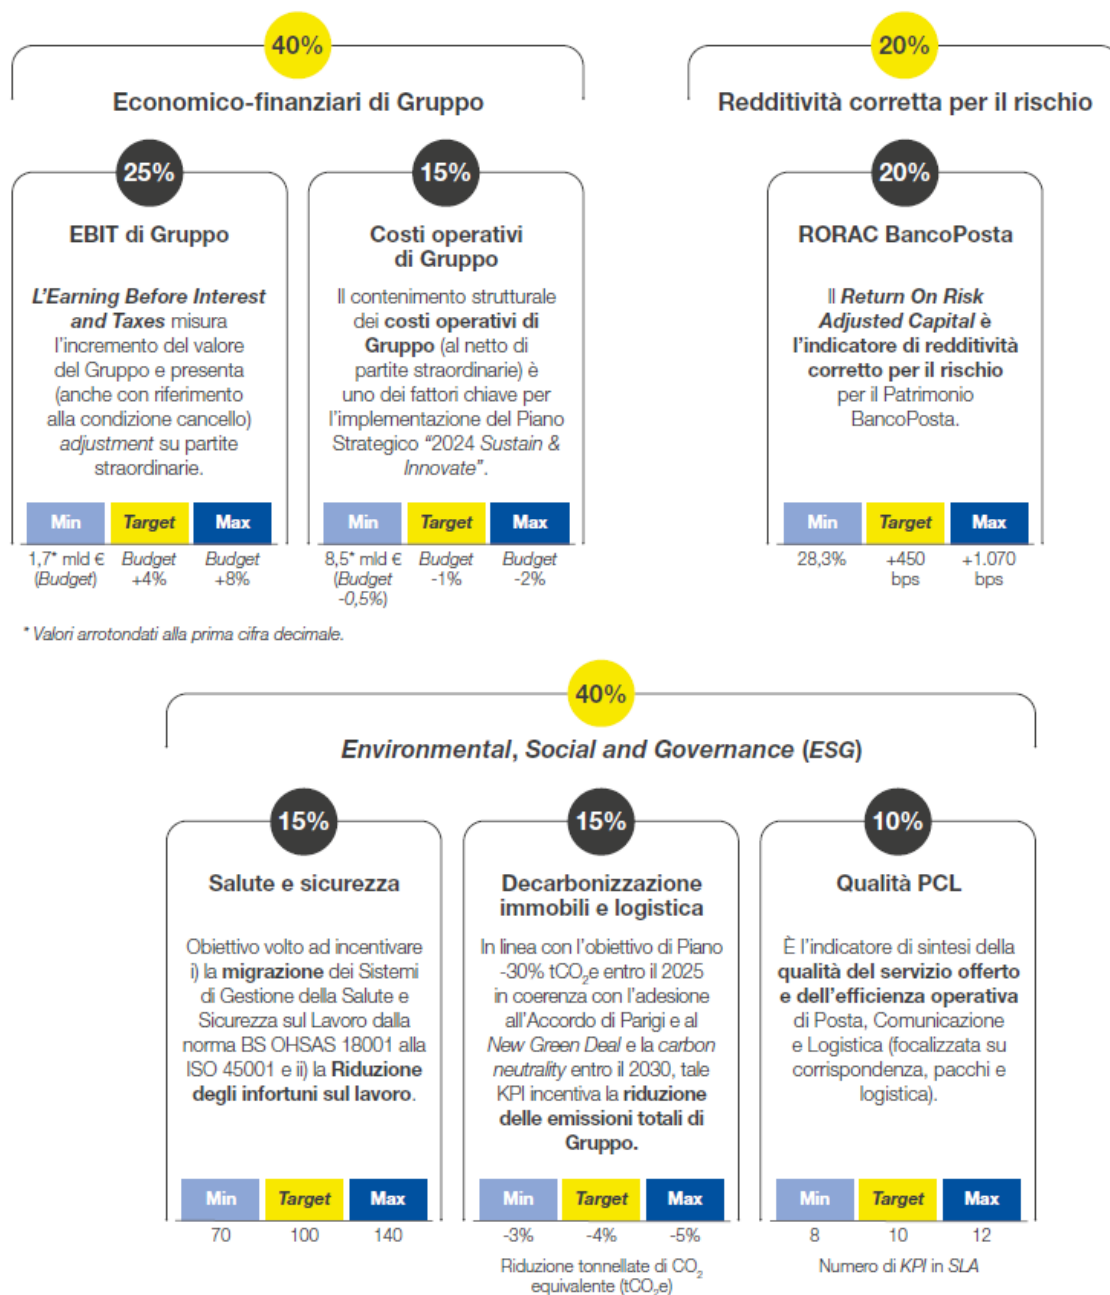 40%
Economico-finanziari di Gruppo
20%
Redditività corretta per il rischio
25%
EBIT di Gruppo
L'Earning Before Interest
and Taxes misura
l'incremento del valore
del Gruppo e presenta
(anche con riferimento
alla condizione cancello)
adjustment su partite
straordinarie.
Min Target Max
1,7* mld €
(Budget)
Budget
+4%
Budget
+8%
15%
Costi operativi
di Gruppo
Il contenimento strutturale
dei costi operativi di
Gruppo (al netto di
partite straordinarie) è
uno dei fattori chiave per
l'implementazione del Piano
Strategico "2024 Sustain &
Innovate".
Min Target Max
8,5* mld €
(Budget
-0,5%)
Budget
-1%
Budget
-2%
20%
RORAC BancoPosta
Il Return On Risk
Adjusted Capital è
l'indicatore di redditività
corretto per il rischio
per il Patrimonio
BancoPosta.
Min Target Max
28,3%
+450
bps
+1.070
bps
* Valori arrotondati alla prima cifra decimale.
40%
Environmental, Social and Governance (ESG)
15%
Salute e sicurezza
Obiettivo volto ad incentivare
i) la migrazione dei Sistemi
di Gestione della Salute e
Sicurezza sul Lavoro dalla
norma BS OHSAS 18001 alla
ISO 45001 e ii) la Riduzione
degli infortuni sul lavoro.
Min Target Max
70 100 140
15%
Decarbonizzazione
immobili e logistica
In linea con l'obiettivo di Piano
-30% tCO₂e entro il 2025
in coerenza con l'adesione
all'Accordo di Parigi e al
New Green Deal e la carbon
neutrality entro il 2030, tale
KPI incentiva la riduzione
delle emissioni totali di
Gruppo.
Min Target Max
-3% -4% -5%
Riduzione tonnellate di CO₂
equivalente (tCO₂e)
10%
Qualità PCL
È l'indicatore di sintesi della
qualità del servizio offerto
e dell'efficienza operativa
di Posta, Comunicazione
e Logistica (focalizzata su
corrispondenza, pacchi e
logistica).
Min Target Max
8 10 12
Numero di KPI in SLA